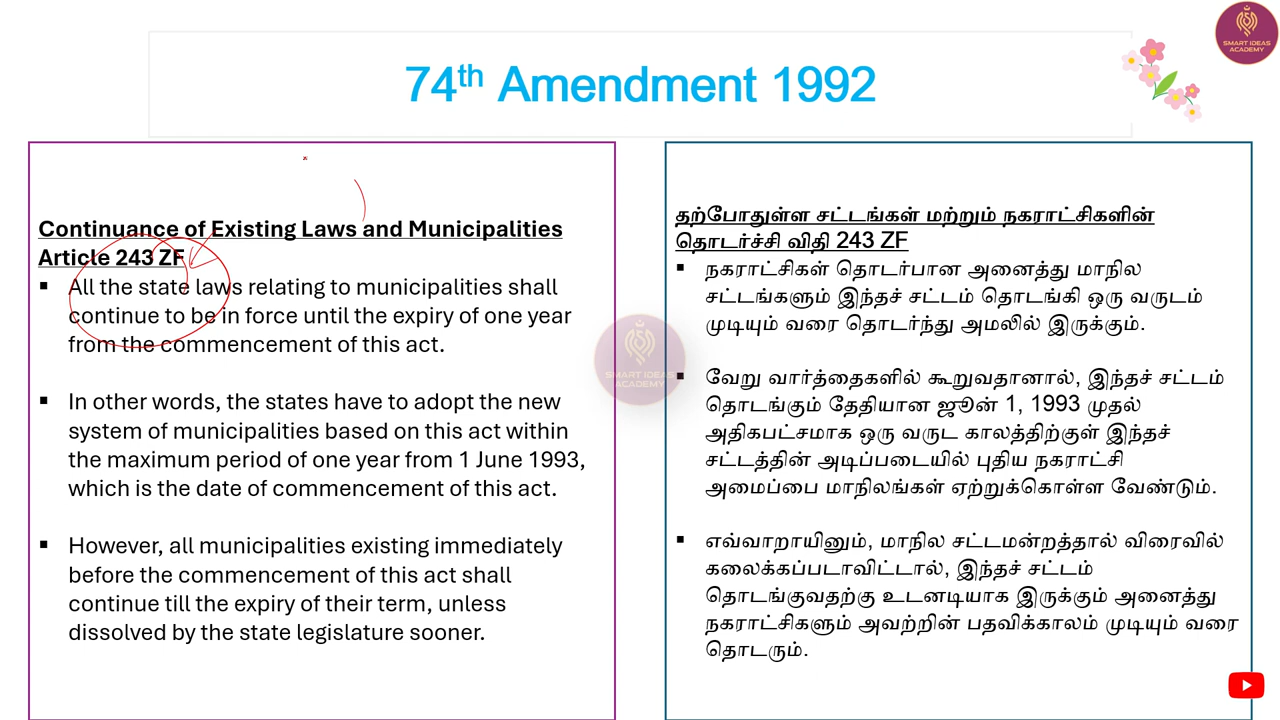 SMART IDEAS
ACADEMY
74th Amendment 1992
Continuance of Existing Laws and Municipalities
Article 243 ZF
▪ All the state laws relating to municipalities shall
continue to be in force until the expiry of one year
from the commencement of this act.
▪ In other words, the states have to adopt the new
system of municipalities based on this act within
the maximum period of one year from 1 June 1993,
which is the date of commencement of this act.
▪ However, all municipalities existing immediately
before the commencement of this act shall
continue till the expiry of their term, unless
dissolved by the state legislature sooner.
SMART IDEAS
ACADEMY
தற்போதுள்ள சட்டங்கள் மற்றும் நகராட்சிகளின்
தொடர்ச்சி விதி 243 ZF
▪ நகராட்சிகள் தொடர்பான அனைத்து மாநில
சட்டங்களும் இந்தச் சட்டம் தொடங்கி ஒரு வருடம்
முடியும் வரை தொடர்ந்து அமலில் இருக்கும்.
▪ வேறு வார்த்தைகளில் கூறுவதானால், இந்தச் சட்டம்
தொடங்கும் தேதியான ஜூன் 1, 1993 முதல்
அதிகபட்சமாக ஒரு வருட காலத்திற்குள் இந்தச்
சட்டத்தின் அடிப்படையில் புதிய நகராட்சி
அமைப்பை மாநிலங்கள் ஏற்றுக்கொள்ள வேண்டும்.
▪ எவ்வாறாயினும், மாநில சட்டமன்றத்தால் விரைவில்
கலைக்கப்படாவிட்டால், இந்தச் சட்டம்
தொடங்குவதற்கு உடனடியாக இருக்கும் அனைத்து
நகராட்சிகளும் அவற்றின் பதவிக்காலம் முடியும் வரை
தொடரும்.